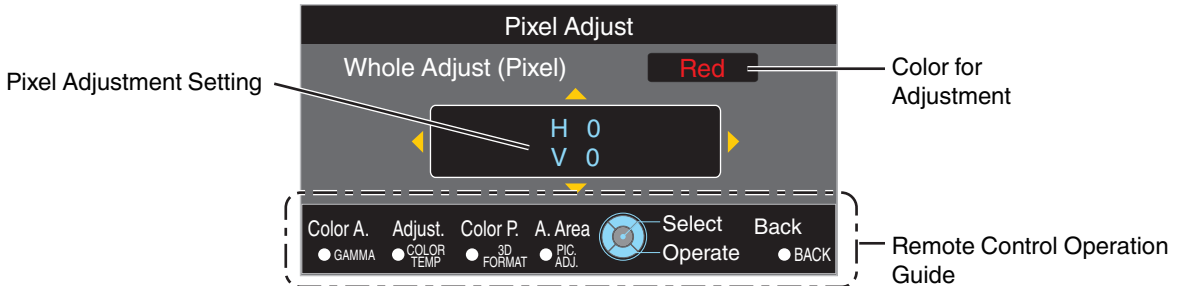 Pixel Adjust
Whole Adjust (Pixel) Red
Pixel Adjustment Setting
Color for
Adjustment
H 0
V 0
Color A. Adjust. Color P. A. Area Select Back
GAMMA COLOR TEMP 3D FORMAT PIC. ADJ. Operate BACK
Remote Control Operation
Guide